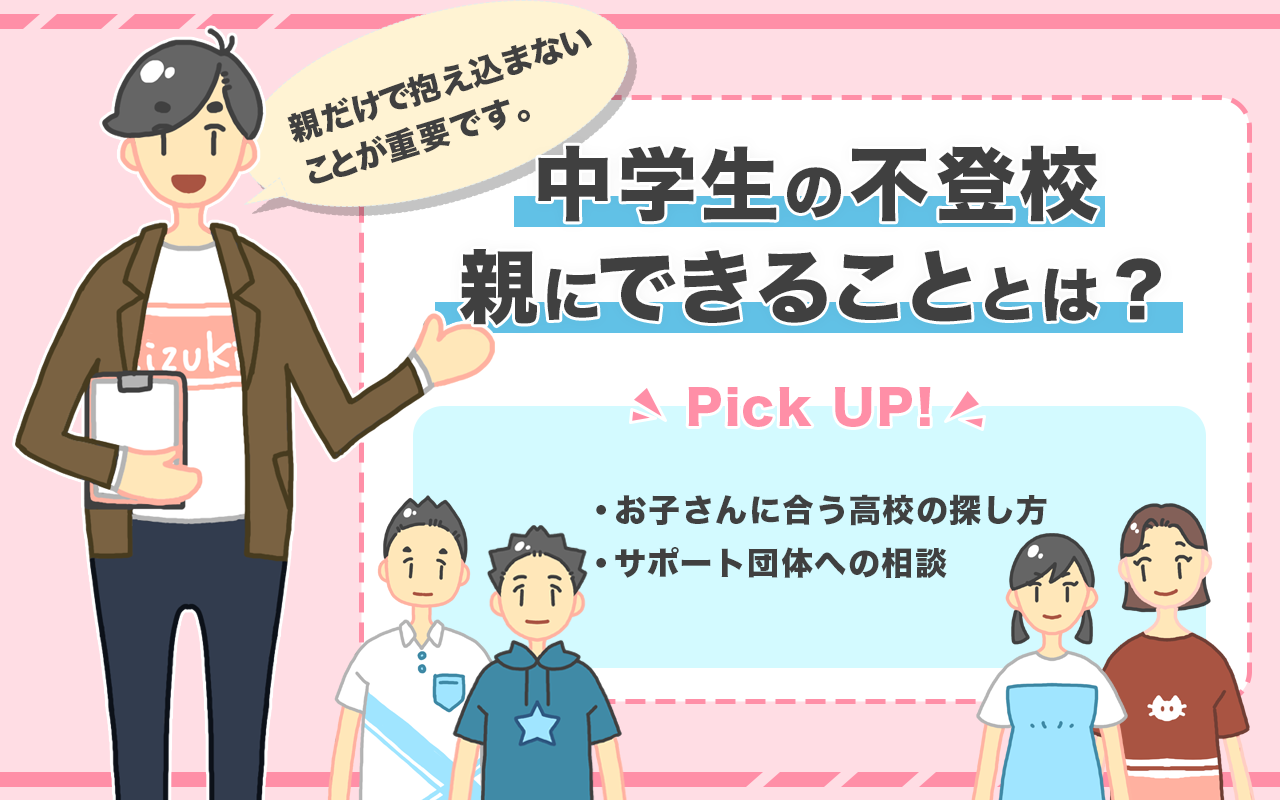 親だけで抱え込まない
ことが重要です。
中学生の不登校
親にできることとは？
Pick UP!
・お子さんに合う高校の探し方
・サポート団体への相談
izuki